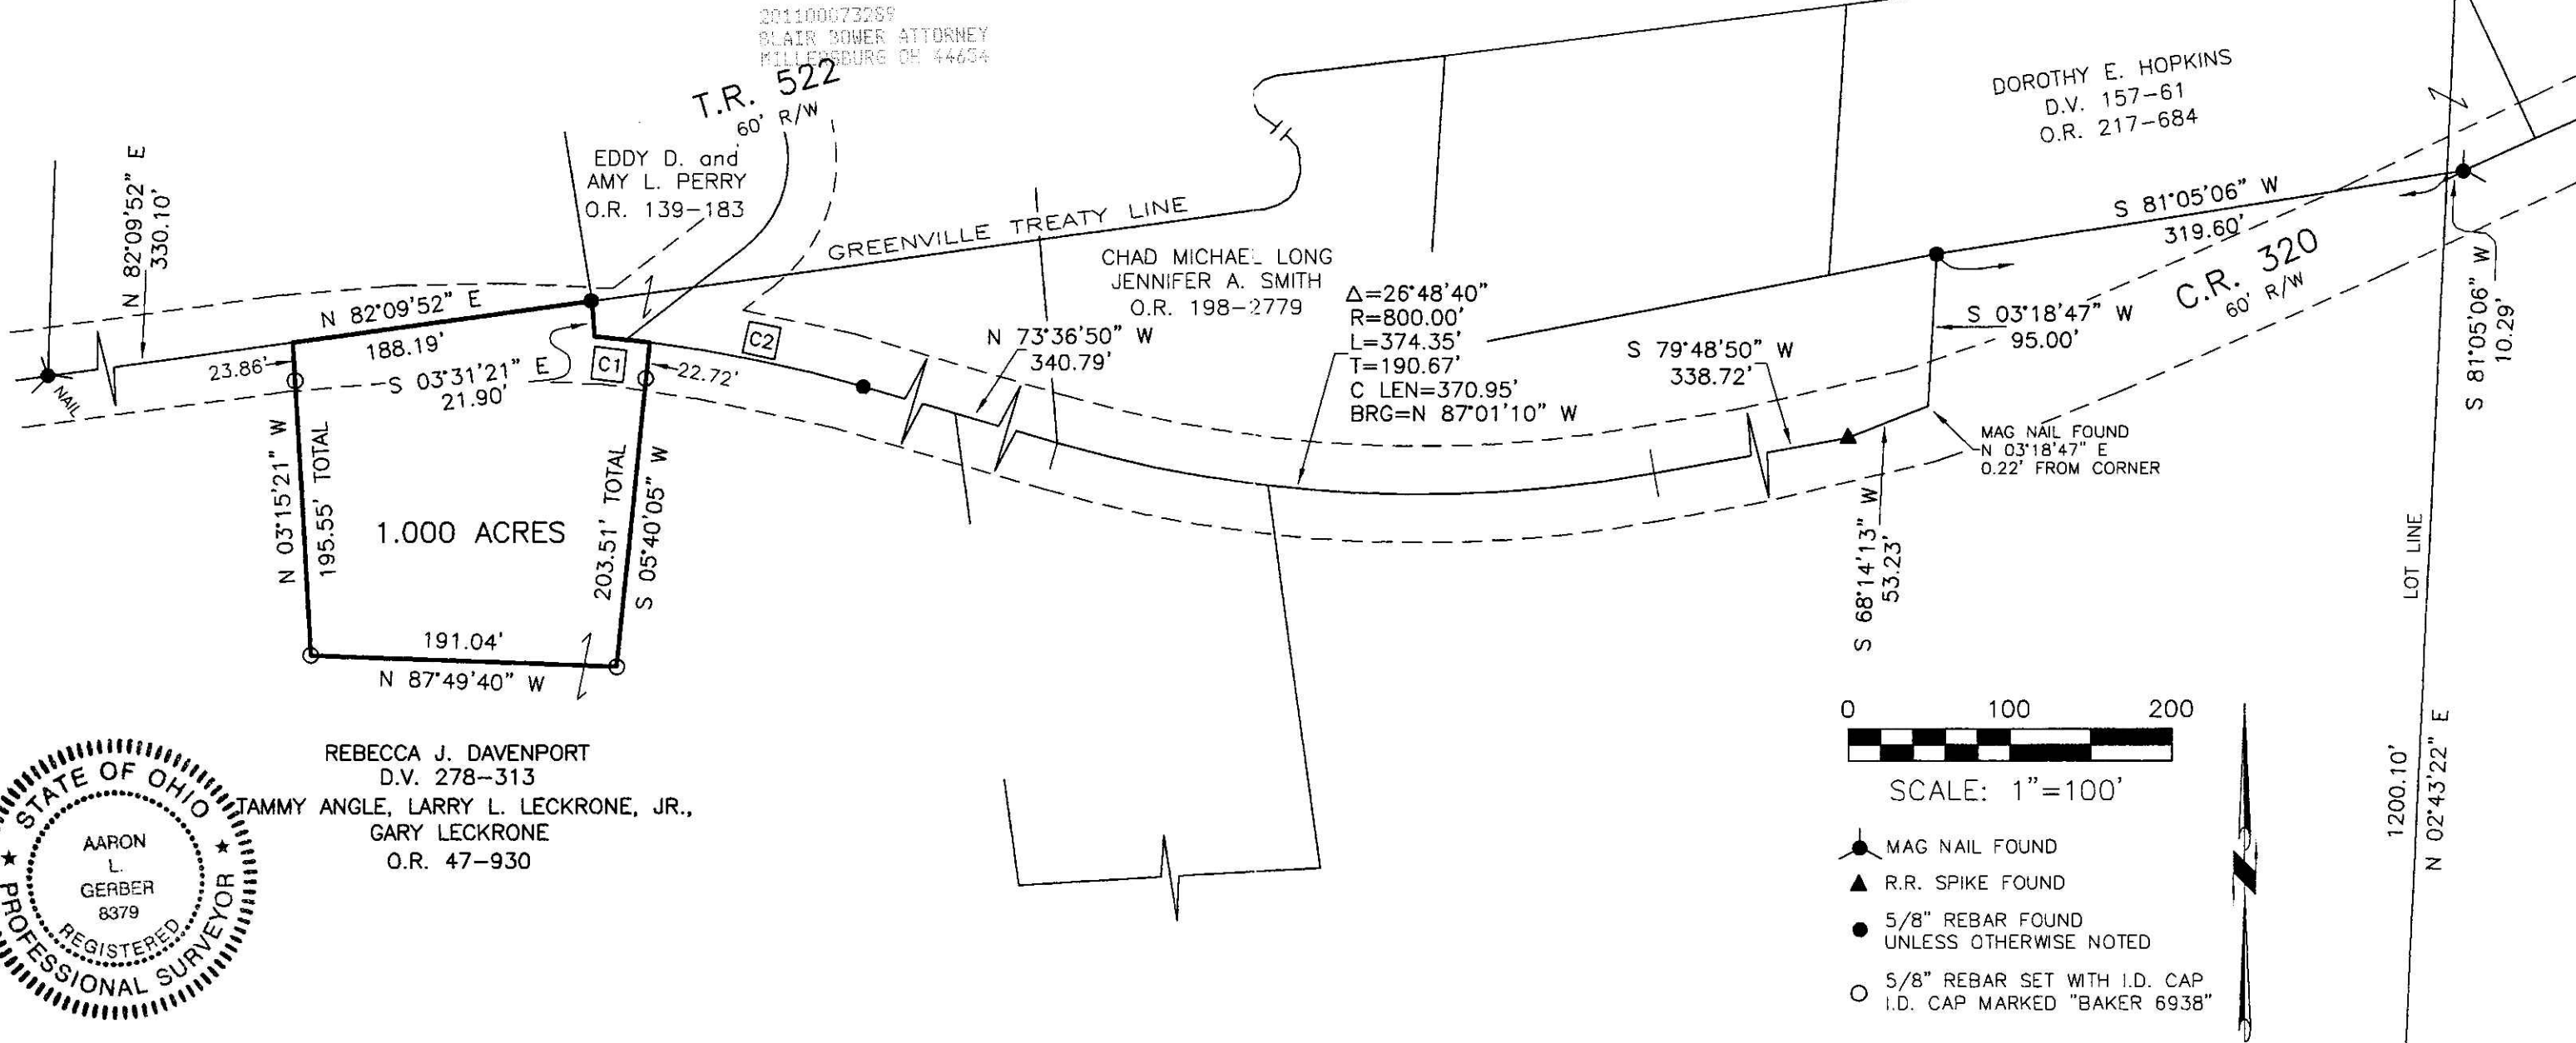 201100073289
BLAIR BOWER ATTORNEY
MILLERSBURG OH 44654
T.R. 522
60' R/W
EDDY D. and
AMY L. PERRY
O.R. 139-183
N 82°09'52" E
330.10'
GREENVILLE TREATY LINE
CHAD MICHAEL LONG
JENNIFER A. SMITH
O.R. 198-2779
DOROTHY E. HOPKINS
D.V. 157-61
O.R. 217-684
S 81°05'06" W
319.60'
C.R. 320
60' R/W
S 81°05'06" W
10.29'
N 82°09'52" E
188.19'
23.86'
NAIL
S 03°31'21" E
21.90'
C1
22.72'
C2
N 73°36'50" W
340.79'
Δ=26°48'40"
R=800.00'
L=374.35'
T=190.67'
C LEN=370.95'
BRG=N 87°01'10" W
S 79°48'50" W
338.72'
S 03°18'47" W
95.00'
MAG NAIL FOUND
N 03°18'47" E
0.22' FROM CORNER
S 68°14'13" W
53.23'
N 03°15'21" W
195.55' TOTAL
1.000 ACRES
203.51' TOTAL
S 05°40'05" W
191.04'
N 87°49'40" W
LOT LINE
1200.10'
N 02°43'22" E
REBECCA J. DAVENPORT
D.V. 278-313
TAMMY ANGLE, LARRY L. LECKRONE, JR.,
GARY LECKRONE
O.R. 47-930
STATE OF OHIO
AARON
L.
GERBER
8379
REGISTERED
PROFESSIONAL SURVEYOR
0 100 200
SCALE: 1"=100'
MAG NAIL FOUND
R.R. SPIKE FOUND
5/8" REBAR FOUND
UNLESS OTHERWISE NOTED
5/8" REBAR SET WITH I.D. CAP
I.D. CAP MARKED "BAKER 6938"